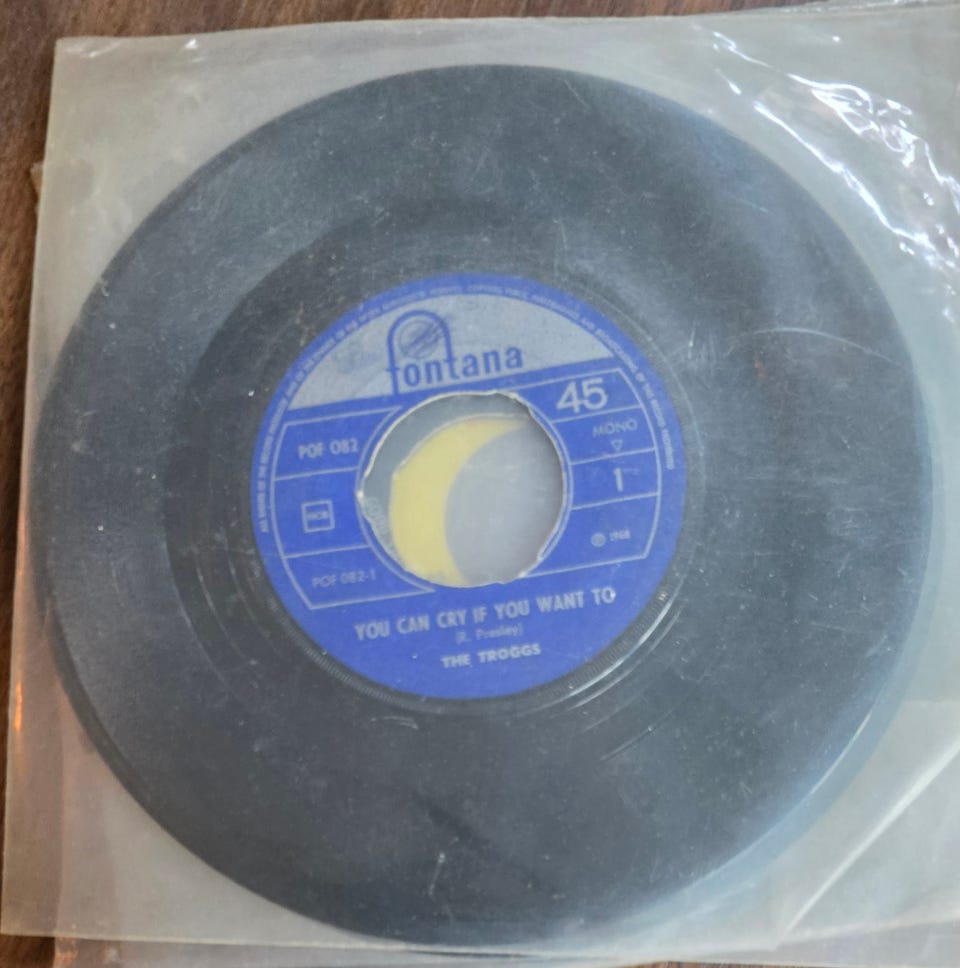 fontana
45
POF 082
MONO
1
NCB
℗ 1968
POF 082-1
YOU CAN CRY IF YOU WANT TO
(R. Presley)
THE TROGGS